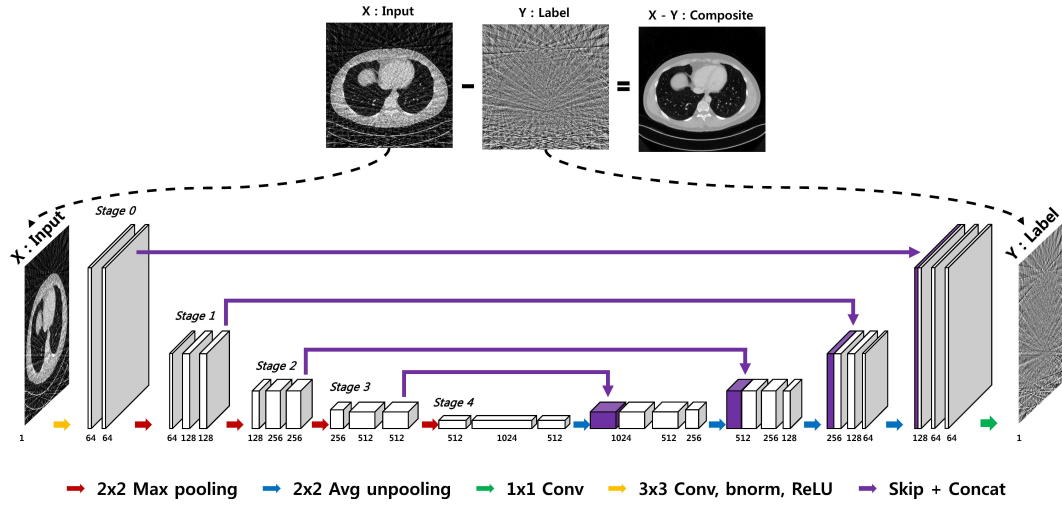 X : Input
Y : Label
X - Y : Composite
X : Input
Stage 0
Stage 1
Stage 2
Stage 3
Stage 4
Y : Label
1
64 64
64 128 128
128 256 256
256 512 512
512 1024 512
1024 512 256
512 256 128
256 128 64
128 64 64
1
2x2 Max pooling
2x2 Avg unpooling
1x1 Conv
3x3 Conv, bnorm, ReLU
Skip + Concat